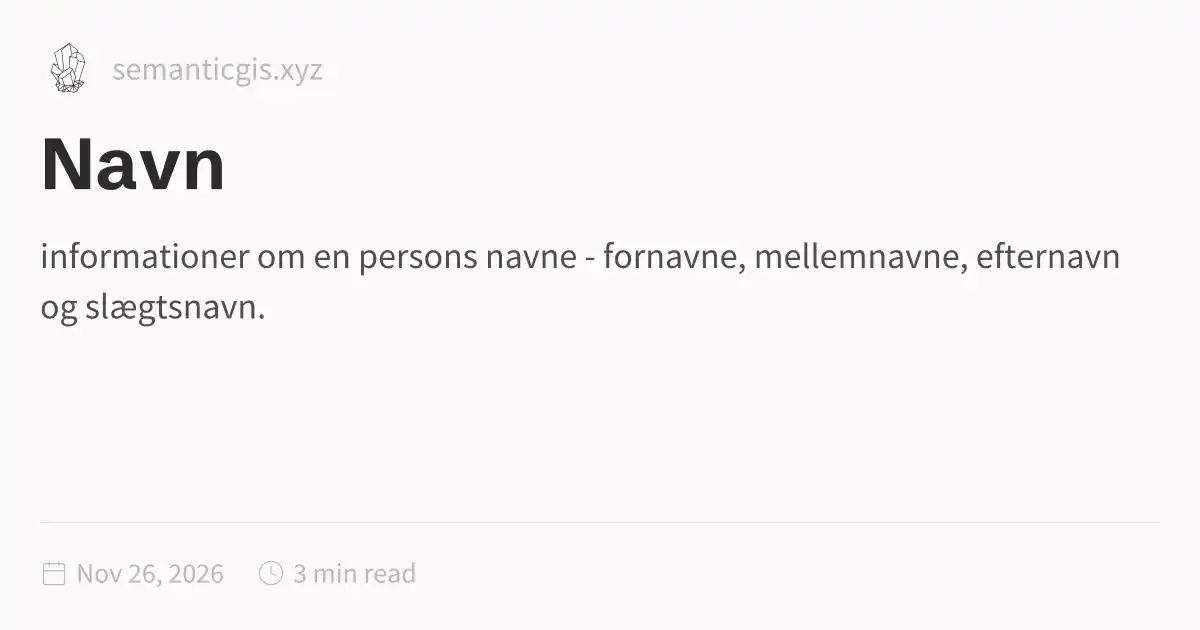 semanticgis.xyz
Navn
informationer om en persons navne - fornavne, mellemnavne, efternavn
og slægtsnavn.
Nov 26, 2026 3 min read